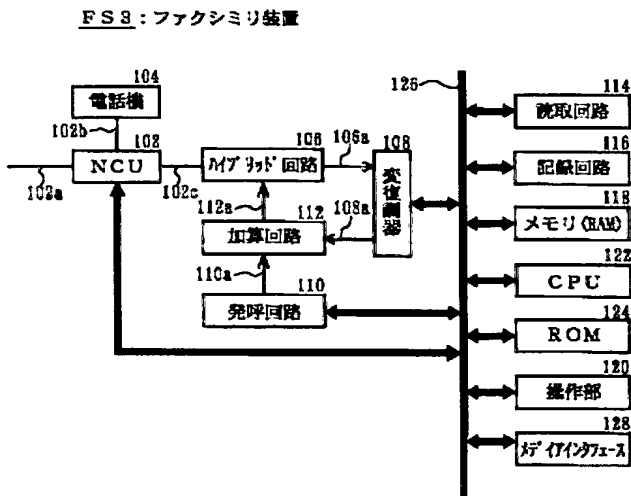 FS3：ファクシミリ装置
104
電話機
102b
102
NCU
102a
102c
106
ハイブリッド回路
106a
108
変復調器
112a
112
加算回路
108a
110a
110
発呼回路
126
114
読取回路
116
記録回路
118
メモリ(RAM)
122
CPU
124
ROM
120
操作部
128
メディアインタフェース